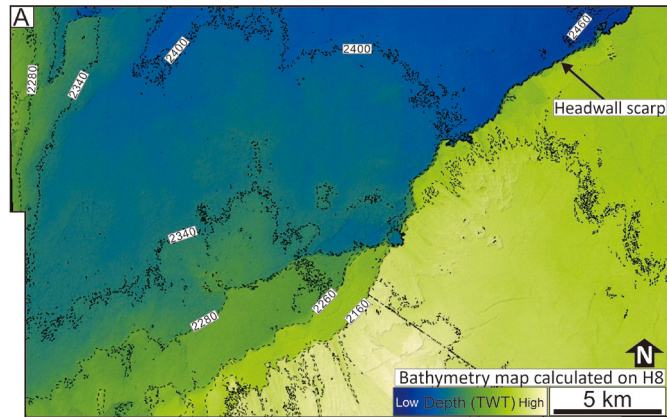 A
2280
2340
2400
2400
2460
Headwall scarp
2340
2280
2260
2160
N
Bathymetry map calculated on H8
Low Depth (TWT) High
5 km